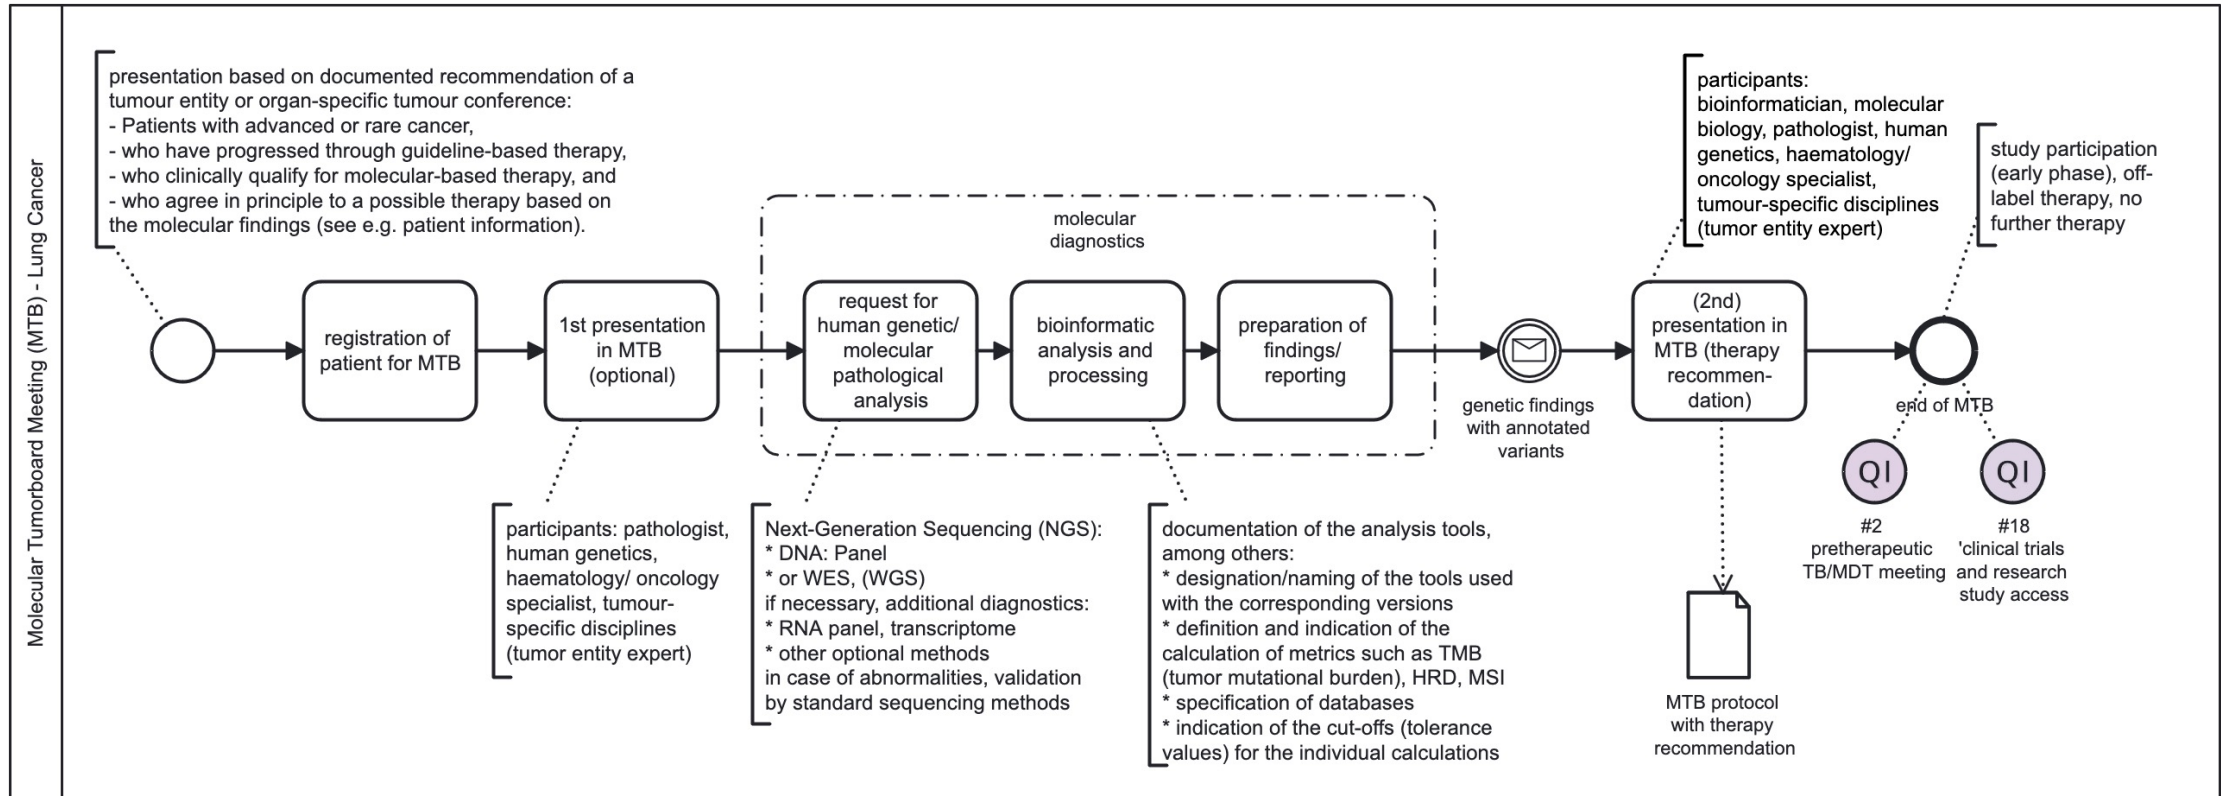 Molecular Tumorboard Meeting (MTB) - Lung Cancer
presentation based on documented recommendation of a
tumour entity or organ-specific tumour conference:
- Patients with advanced or rare cancer,
- who have progressed through guideline-based therapy,
- who clinically qualify for molecular-based therapy, and
- who agree in principle to a possible therapy based on
the molecular findings (see e.g. patient information).
registration of
patient for MTB
1st presentation
in MTB
(optional)
participants: pathologist,
human genetics,
haematology/ oncology
specialist, tumour-
specific disciplines
(tumor entity expert)
molecular
diagnostics
request for
human genetic/
molecular
pathological
analysis
Next-Generation Sequencing (NGS):
* DNA: Panel
* or WES, (WGS)
if necessary, additional diagnostics:
* RNA panel, transcriptome
* other optional methods
in case of abnormalities, validation
by standard sequencing methods
bioinformatic
analysis and
processing
documentation of the analysis tools,
among others:
* designation/naming of the tools used
with the corresponding versions
* definition and indication of the
calculation of metrics such as TMB
(tumor mutational burden), HRD, MSI
* specification of databases
* indication of the cut-offs (tolerance
values) for the individual calculations
preparation of
findings/
reporting
genetic findings
with annotated
variants
participants:
bioinformatician, molecular
biology, pathologist, human
genetics, haematology/
oncology specialist,
tumour-specific disciplines
(tumor entity expert)
(2nd)
presentation in
MTB (therapy
recommen-
dation)
MTB protocol
with therapy
recommendation
study participation
(early phase), off-
label therapy, no
further therapy
end of MTB
QI
#2
pretherapeutic
TB/MDT meeting
QI
#18
'clinical trials
and research
study access